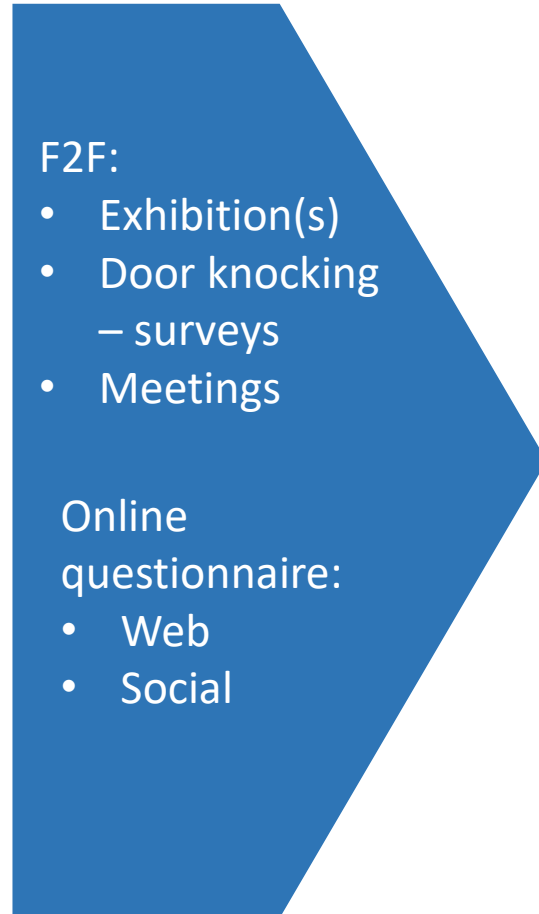 F2F:
• Exhibition(s)
• Door knocking
– surveys
• Meetings
Online
questionnaire:
• Web
• Social